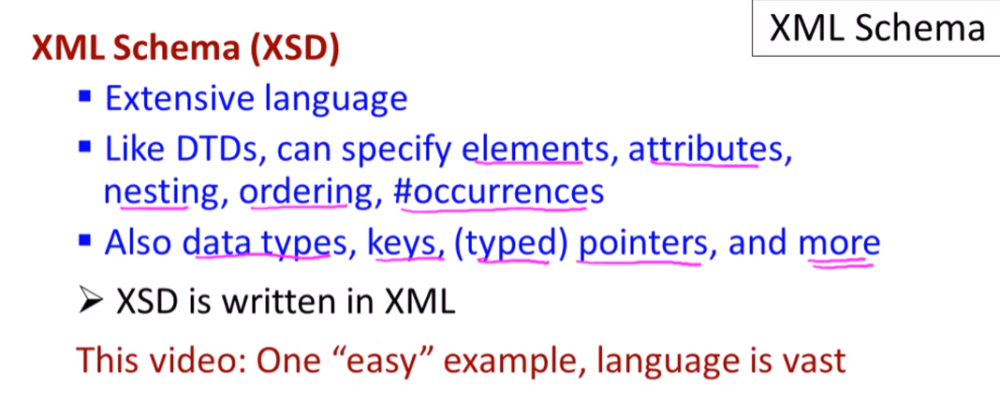 XML Schema
XML Schema (XSD)
▪ Extensive language
▪ Like DTDs, can specify elements, attributes,
nesting, ordering, #occurrences
▪ Also data types, keys, (typed) pointers, and more
➢ XSD is written in XML
This video: One “easy” example, language is vast